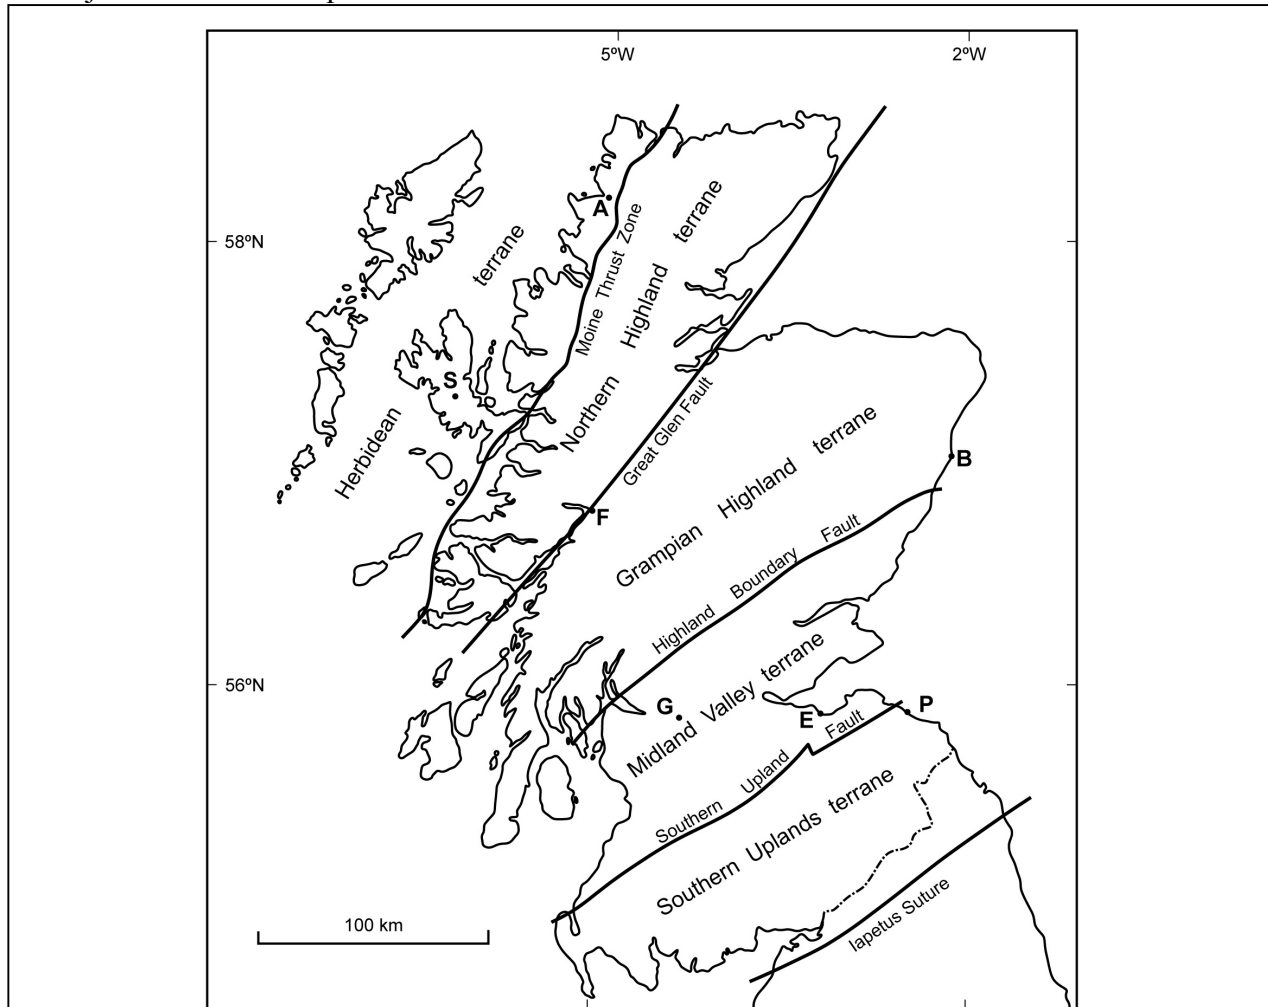 5ºW
2ºW
58ºN
56ºN
A
Moine Thrust Zone
Northern Highland terrane
Herbidean terrane
S
Great Glen Fault
F
B
Grampian Highland terrane
Highland Boundary Fault
Midland Valley terrane
G
E
P
Southern Upland Fault
Southern Uplands terrane
Iapetus Suture
100 km